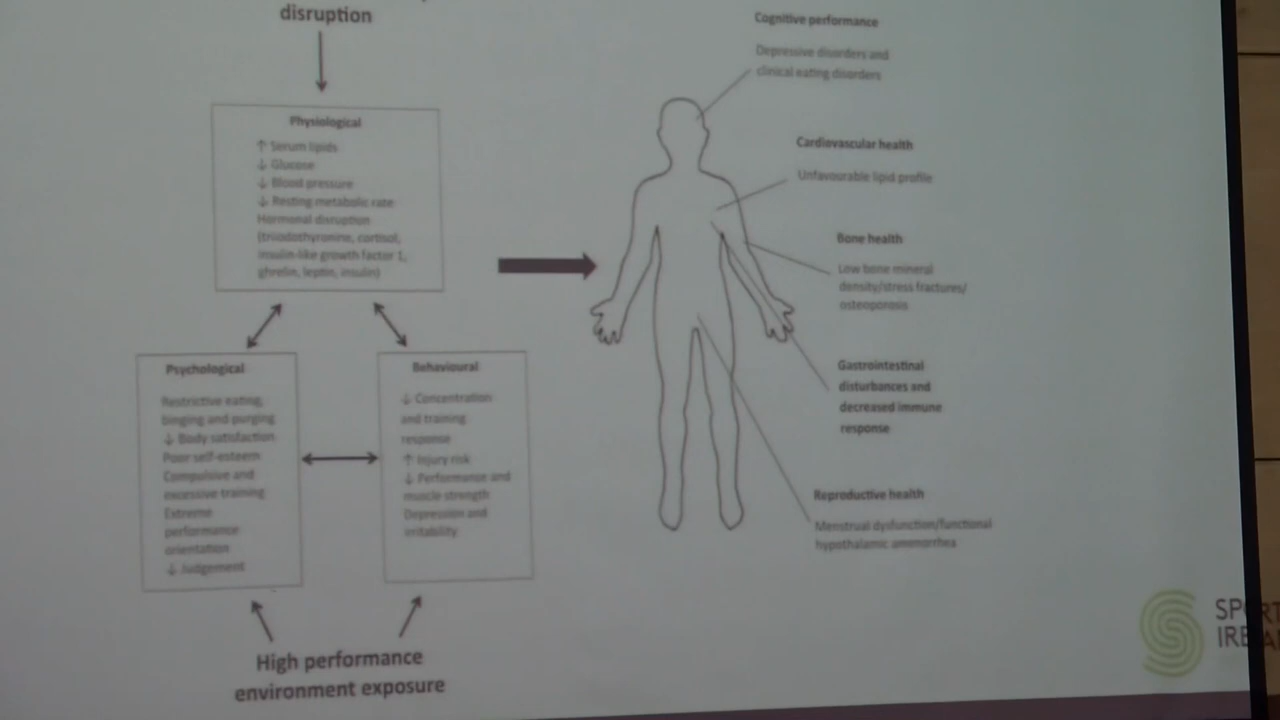 disruption
Physiological
↑ Serum lipids
↓ Glucose
↓ Blood pressure
↓ Resting metabolic rate
Hormonal disruption
(triiodothyronine, cortisol,
insulin-like growth factor 1,
ghrelin, leptin, insulin)
Psychological
Restrictive eating,
binging and purging
↓ Body satisfaction
Poor self-esteem
Compulsive and
excessive training
Extreme
performance
orientation
↓ Judgement
Behavioural
↓ Concentration
and training
response
↑ Injury risk
↓ Performance and
muscle strength
Depression and
irritability
High performance
environment exposure
Cognitive performance
Depressive disorders and
clinical eating disorders
Cardiovascular health
Unfavourable lipid profile
Bone health
Low bone mineral
density/stress fractures/
osteoporosis
Gastrointestinal
disturbances and
decreased immune
response
Reproductive health
Menstrual dysfunction/functional
hypothalamic amenorrhea
SPORT
IRELA